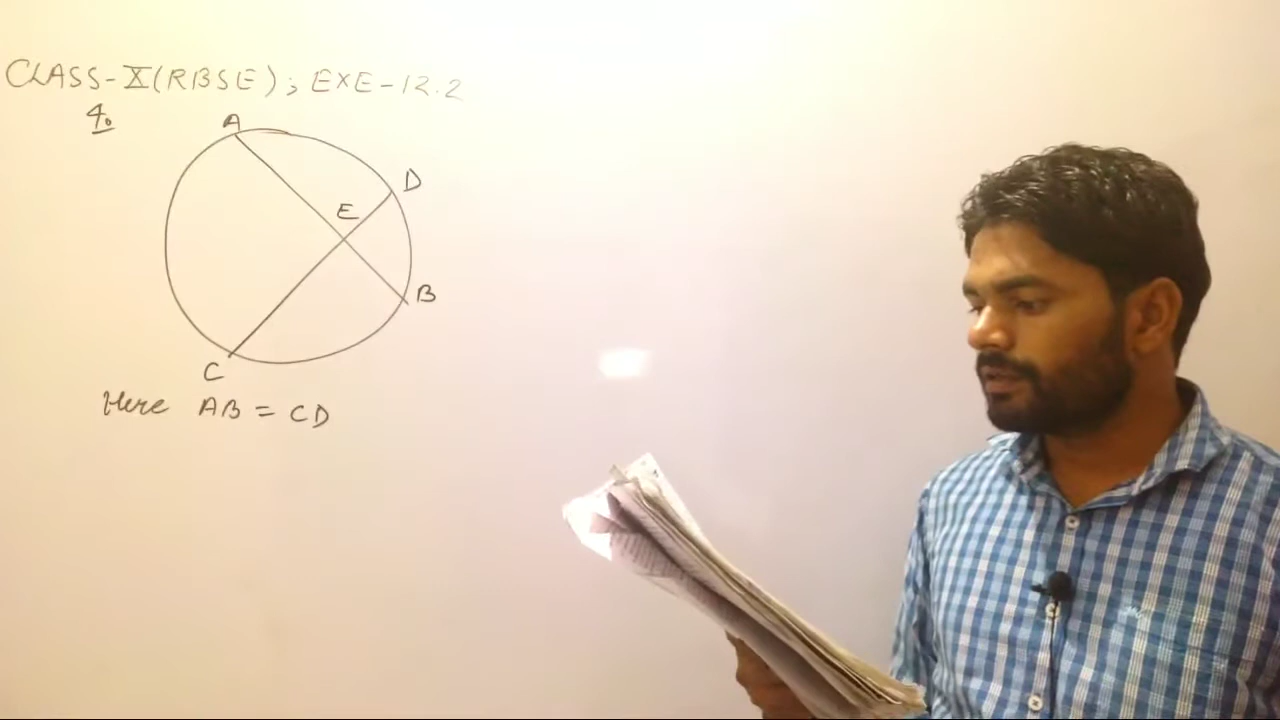 CLASS-X(RBSE); EXE-12.2
4.
A
D
E
B
C
Here AB = CD